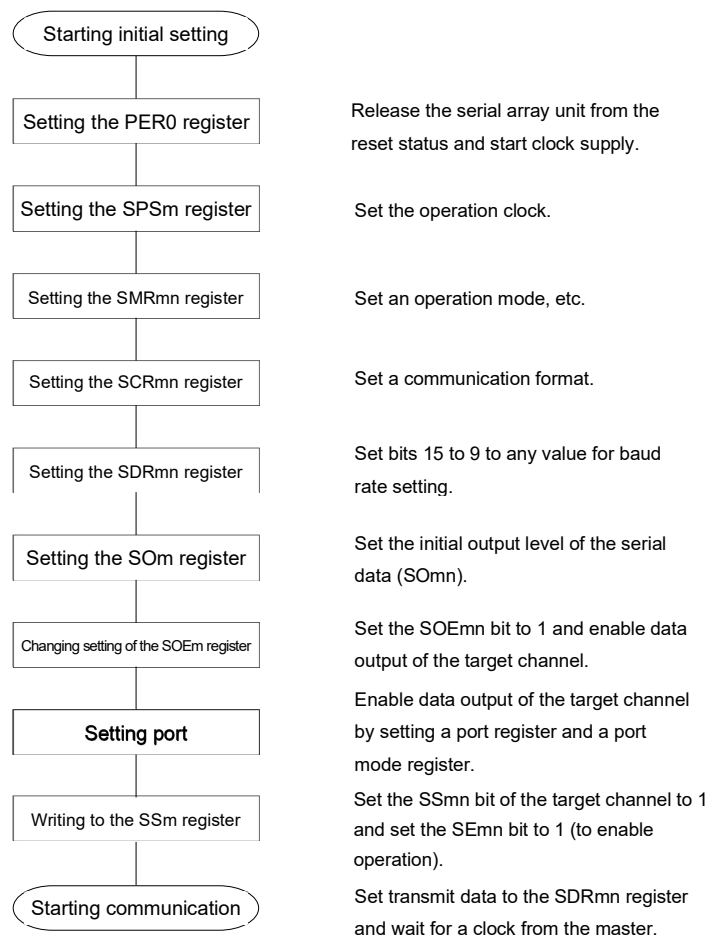 Starting initial setting
Setting the PER0 register
Release the serial array unit from the
reset status and start clock supply.
Setting the SPSm register
Set the operation clock.
Setting the SMRmn register
Set an operation mode, etc.
Setting the SCRmn register
Set a communication format.
Setting the SDRmn register
Set bits 15 to 9 to any value for baud
rate setting.
Setting the SOm register
Set the initial output level of the serial
data (SOmn).
Changing setting of the SOEm register
Set the SOEmn bit to 1 and enable data
output of the target channel.
Setting port
Enable data output of the target channel
by setting a port register and a port
mode register.
Writing to the SSm register
Set the SSmn bit of the target channel to 1
and set the SEmn bit to 1 (to enable
operation).
Starting communication
Set transmit data to the SDRmn register
and wait for a clock from the master.